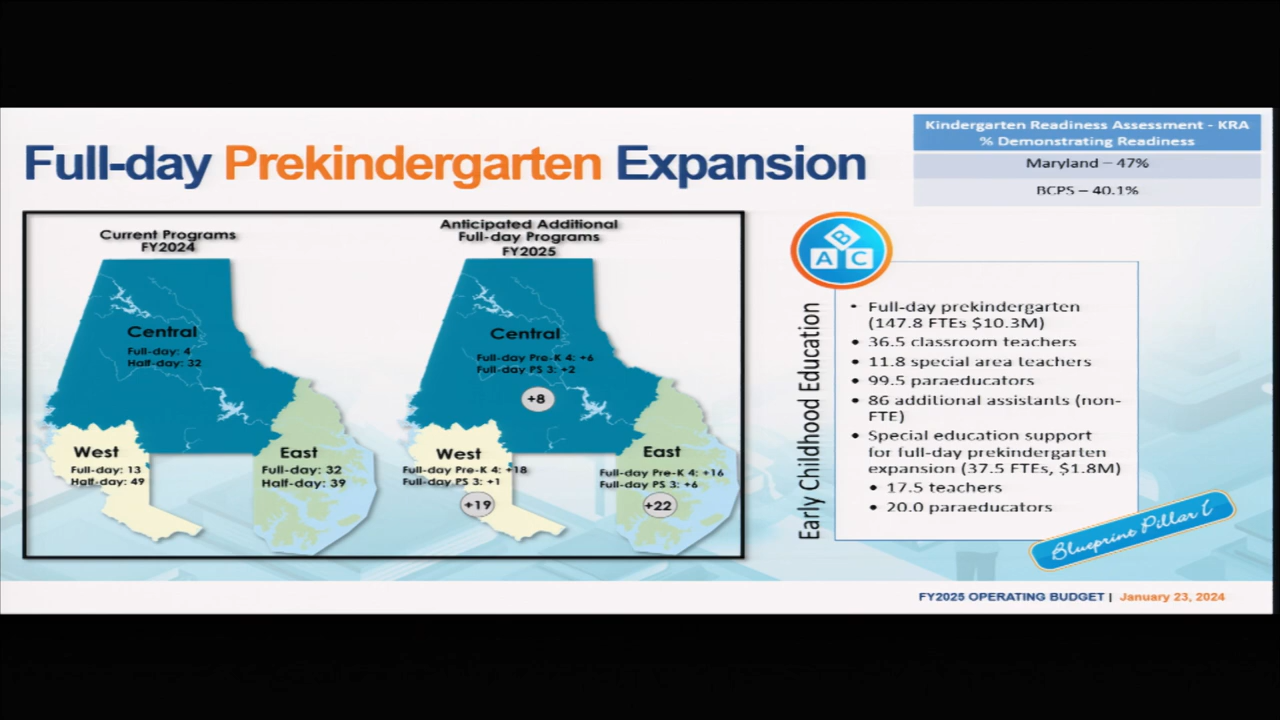 Full-day Prekindergarten Expansion
Kindergarten Readiness Assessment - KRA
% Demonstrating Readiness
Maryland – 47%
BCPS – 40.1%
Current Programs
FY2024
Central
Full-day: 4
Half-day: 32
West
Full-day: 13
Half-day: 49
East
Full-day: 32
Half-day: 39
Anticipated Additional
Full-day Programs
FY2025
Central
Full-day Pre-K 4: +6
Full-day PS 3: +2
+8
West
Full-day Pre-K 4: +18
Full-day PS 3: +1
+19
East
Full-day Pre-K 4: +16
Full-day PS 3: +6
+22
A B C
Early Childhood Education
• Full-day prekindergarten
(147.8 FTEs $10.3M)
• 36.5 classroom teachers
• 11.8 special area teachers
• 99.5 paraeducators
• 86 additional assistants (non-
FTE)
• Special education support
for full-day prekindergarten
expansion (37.5 FTEs, $1.8M)
• 17.5 teachers
• 20.0 paraeducators
Blueprint Pillar 1
FY2025 OPERATING BUDGET | January 23, 2024